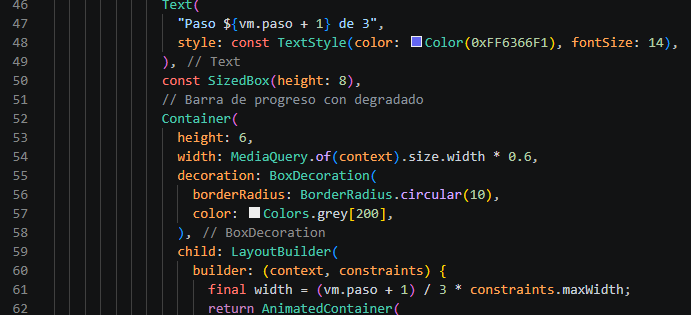 46 Text(
47 "Paso ${vm.paso + 1} de 3",
48 style: const TextStyle(color: Color(0xFF6366F1), fontSize: 14),
49 ), // Text
50 const SizedBox(height: 8),
51 // Barra de progreso con degradado
52 Container(
53 height: 6,
54 width: MediaQuery.of(context).size.width * 0.6,
55 decoration: BoxDecoration(
56 borderRadius: BorderRadius.circular(10),
57 color: Colors.grey[200],
58 ), // BoxDecoration
59 child: LayoutBuilder(
60 builder: (context, constraints) {
61 final width = (vm.paso + 1) / 3 * constraints.maxWidth;
62 return AnimatedContainer(